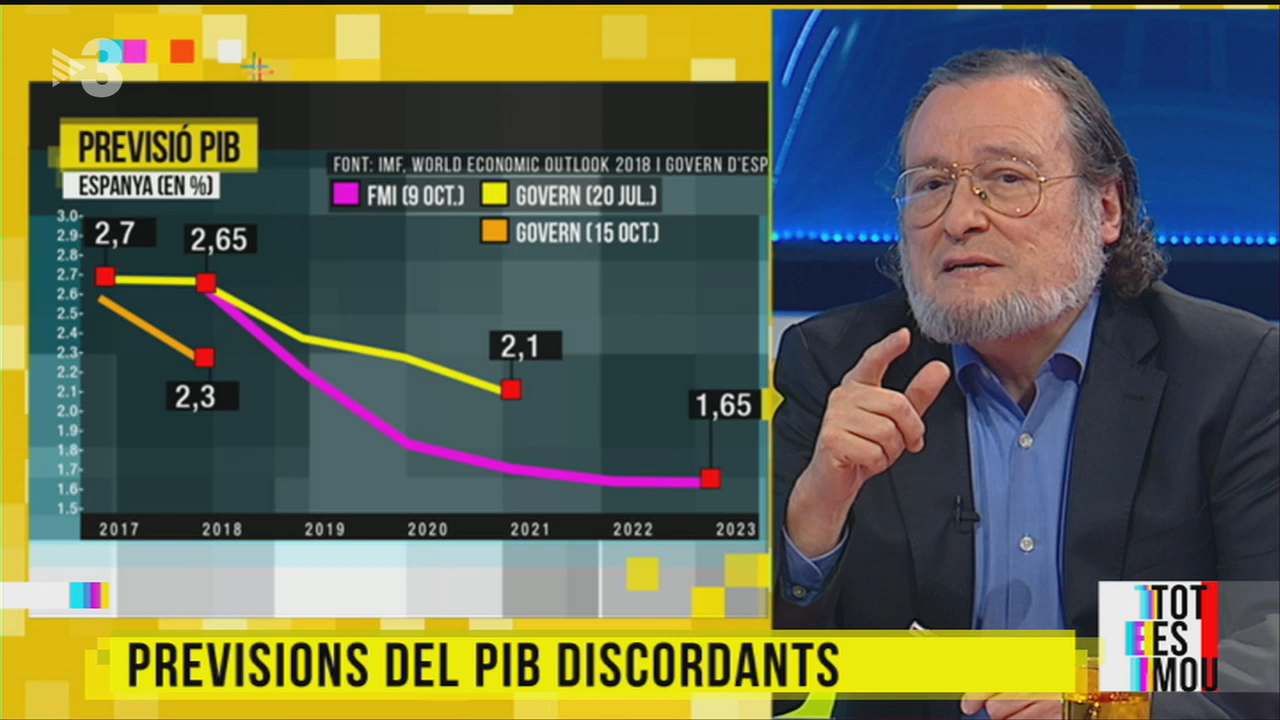 3
PREVISIÓ PIB
ESPANYA (EN %)
FONT: IMF, WORLD ECONOMIC OUTLOOK 2018 I GOVERN D'ESP
FMI (9 OCT.) GOVERN (20 JUL.)
GOVERN (15 OCT.)
3.0
2.9
2.8
2.7
2.6
2.5
2.4
2.3
2.2
2.1
2.0
1.9
1.8
1.7
1.6
1.5
2,7
2,65
2,3
2,1
1,65
2017 2018 2019 2020 2021 2022 2023
PREVISIONS DEL PIB DISCORDANTS
TOT
ES
MOU